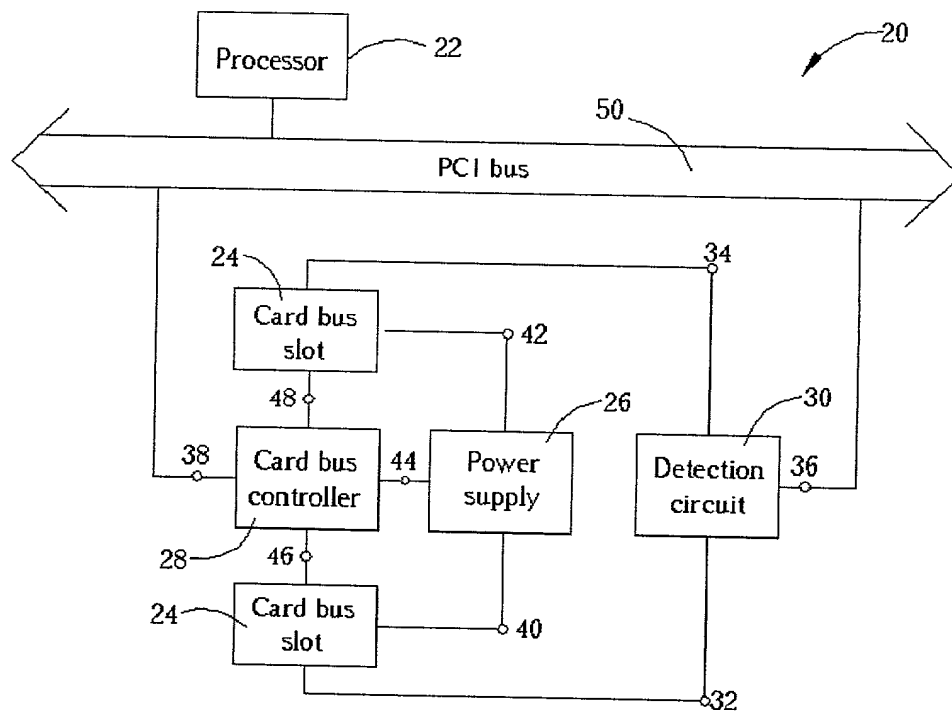 Processor
22
20
50
PCI bus
24
34
Card bus
slot
42
48
26
30
38
Card bus
controller
44
Power
supply
Detection
circuit
36
28
46
24
Card bus
slot
40
32